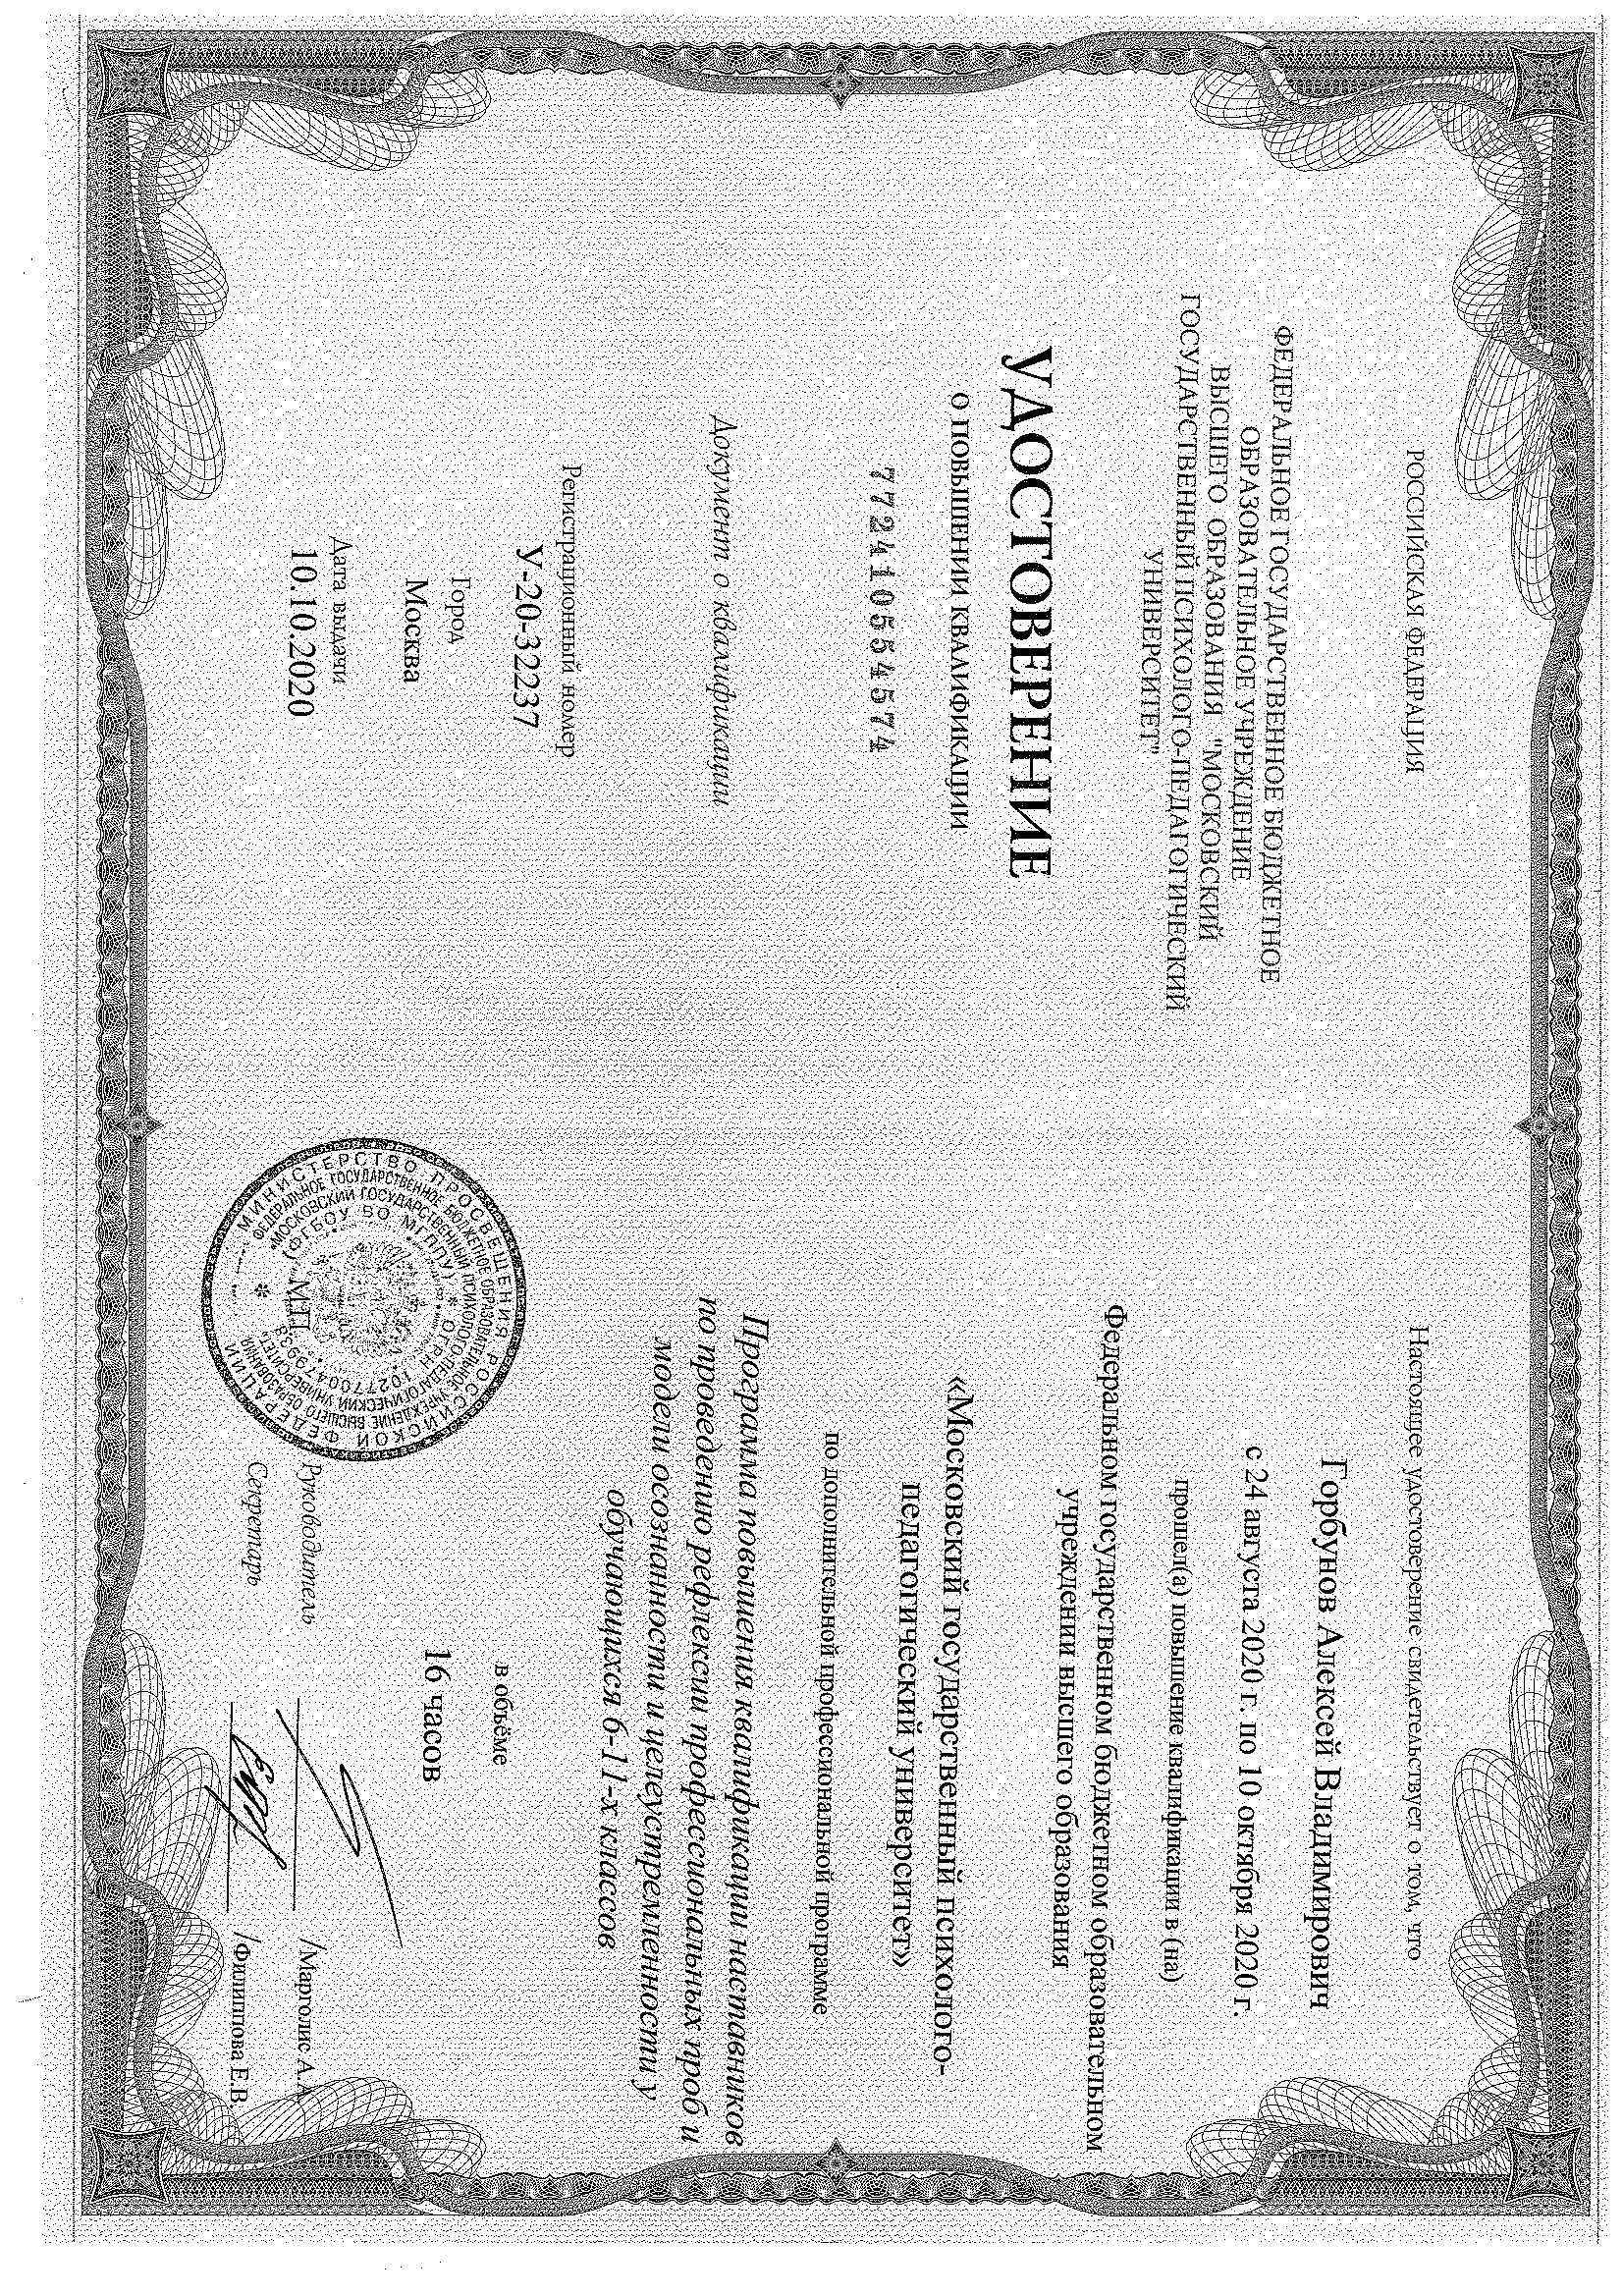 РОССИЙСКАЯ ФЕДЕРАЦИЯ
ФЕДЕРАЛЬНОЕ ГОСУДАРСТВЕННОЕ БЮДЖЕТНОЕ
ОБРАЗОВАТЕЛЬНОЕ УЧРЕЖДЕНИЕ
ВЫСШЕГО ОБРАЗОВАНИЯ "МОСКОВСКИЙ
ГОСУДАРСТВЕННЫЙ ПСИХОЛОГО-ПЕДАГОГИЧЕСКИЙ
УНИВЕРСИТЕТ"
УДОСТОВЕРЕНИЕ
О ПОВЫШЕНИИ КВАЛИФИКАЦИИ
772410554574
Документ о квалификации
Регистрационный номер
У-20-32237
Город
Москва
Дата выдачи
10.10.2020
Настоящее удостоверение свидетельствует о том, что
Горбунов Алексей Владимирович
с 24 августа 2020 г. по 10 октября 2020 г.
прошел(а) повышение квалификации в (на)
Федеральном государственном бюджетном образовательном
учреждении высшего образования
«Московский государственный психолого-
педагогический университет»
по дополнительной профессиональной программе
Программа повышения квалификации наставников
по проведению рефлексии профессиональных проб и
модели осознанности и целеустремленности у
обучающихся 6-11-х классов
в объёме
16 часов
Руководитель /Марголис А.А
Секретарь /Филиппова Е.В.
МИНИСТЕРСТВО ПРОСВЕЩЕНИЯ РОССИЙСКОЙ ФЕДЕРАЦИИ
ФЕДЕРАЛЬНОЕ ГОСУДАРСТВЕННОЕ БЮДЖЕТНОЕ ОБРАЗОВАТЕЛЬНОЕ УЧРЕЖДЕНИЕ ВЫСШЕГО ОБРАЗОВАНИЯ
«МОСКОВСКИЙ ГОСУДАРСТВЕННЫЙ ПСИХОЛОГО-ПЕДАГОГИЧЕСКИЙ УНИВЕРСИТЕТ»
(ФГБОУ ВО МГППУ) * ОГРН
М.П.